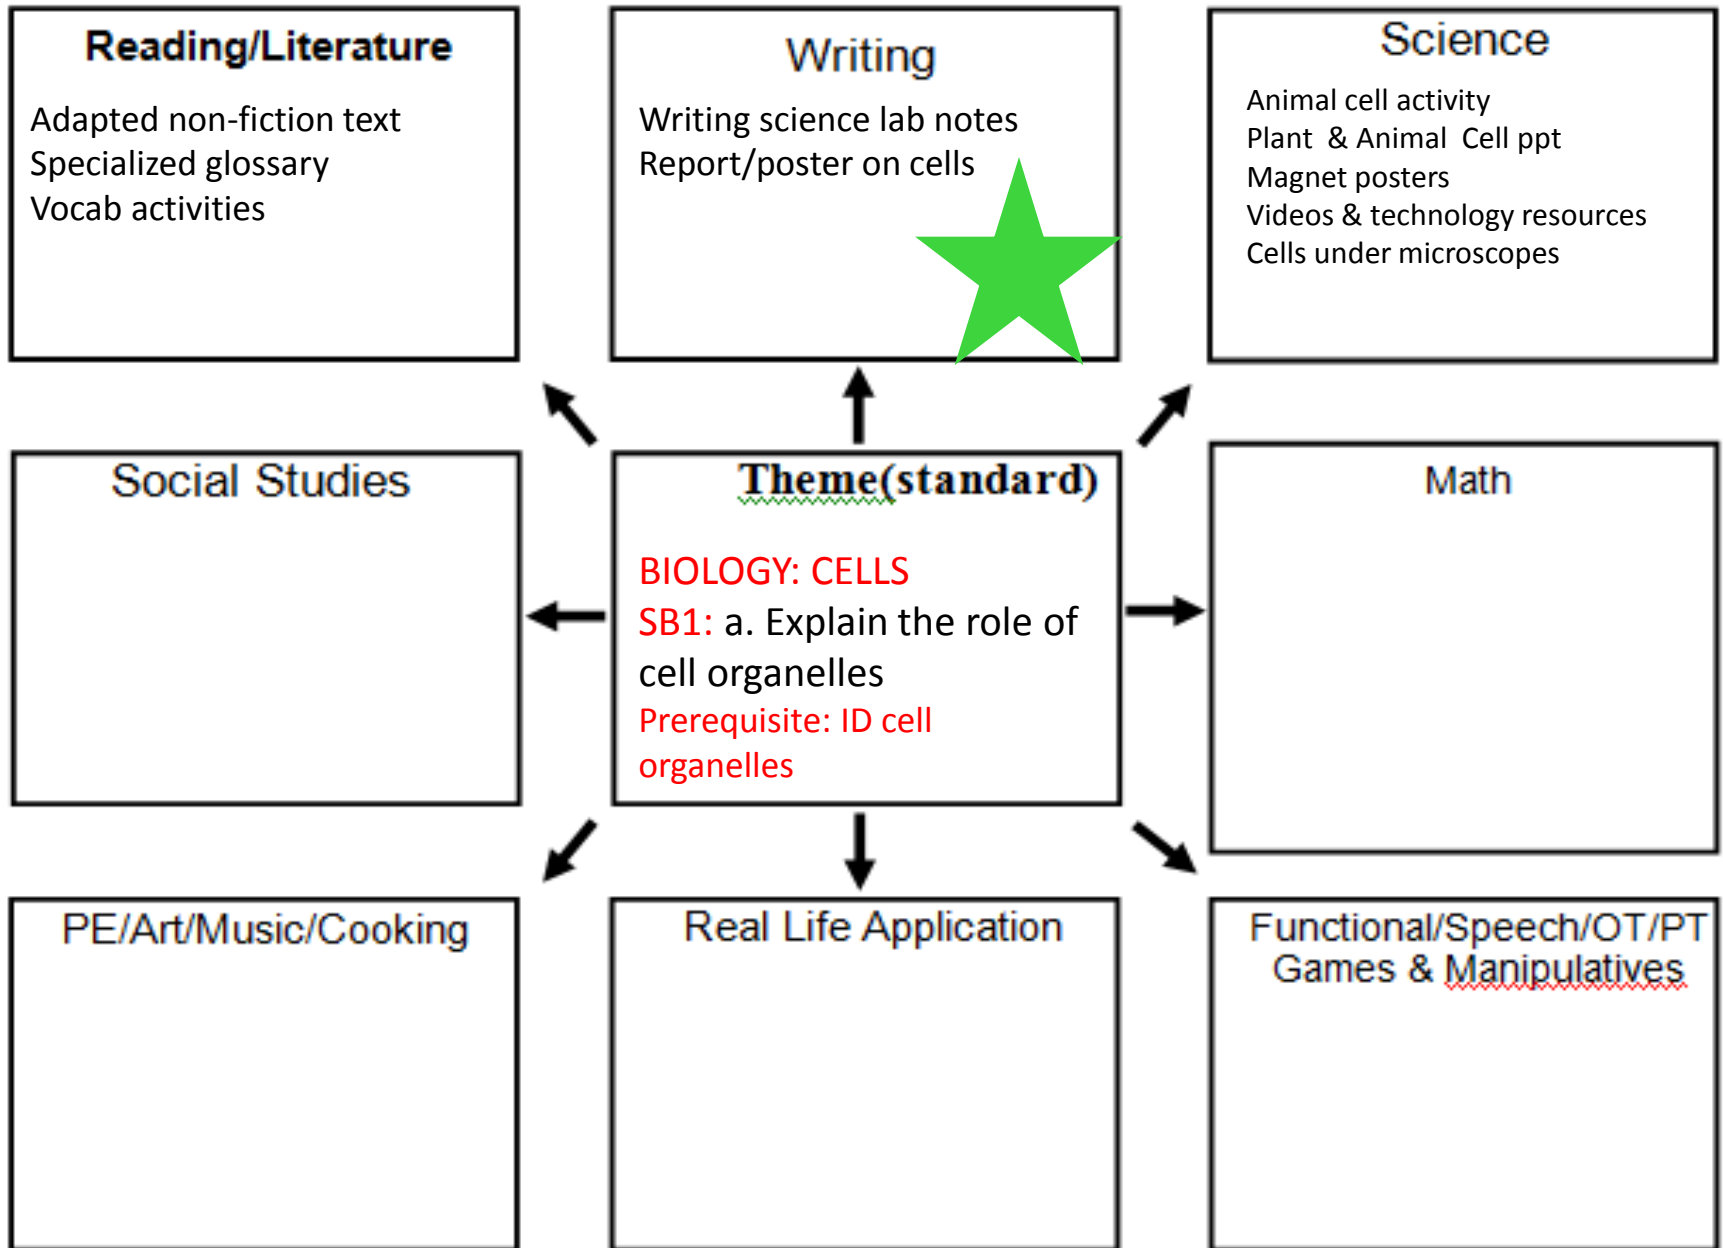 Reading/Literature
Adapted non-fiction text
Specialized glossary
Vocab activities
Writing
Writing science lab notes
Report/poster on cells
Science
Animal cell activity
Plant & Animal Cell ppt
Magnet posters
Videos & technology resources
Cells under microscopes
Social Studies
Theme(standard)
BIOLOGY: CELLS
SB1: a. Explain the role of
cell organelles
Prerequisite: ID cell
organelles
Math
PE/Art/Music/Cooking
Real Life Application
Functional/Speech/OT/PT
Games & Manipulatives